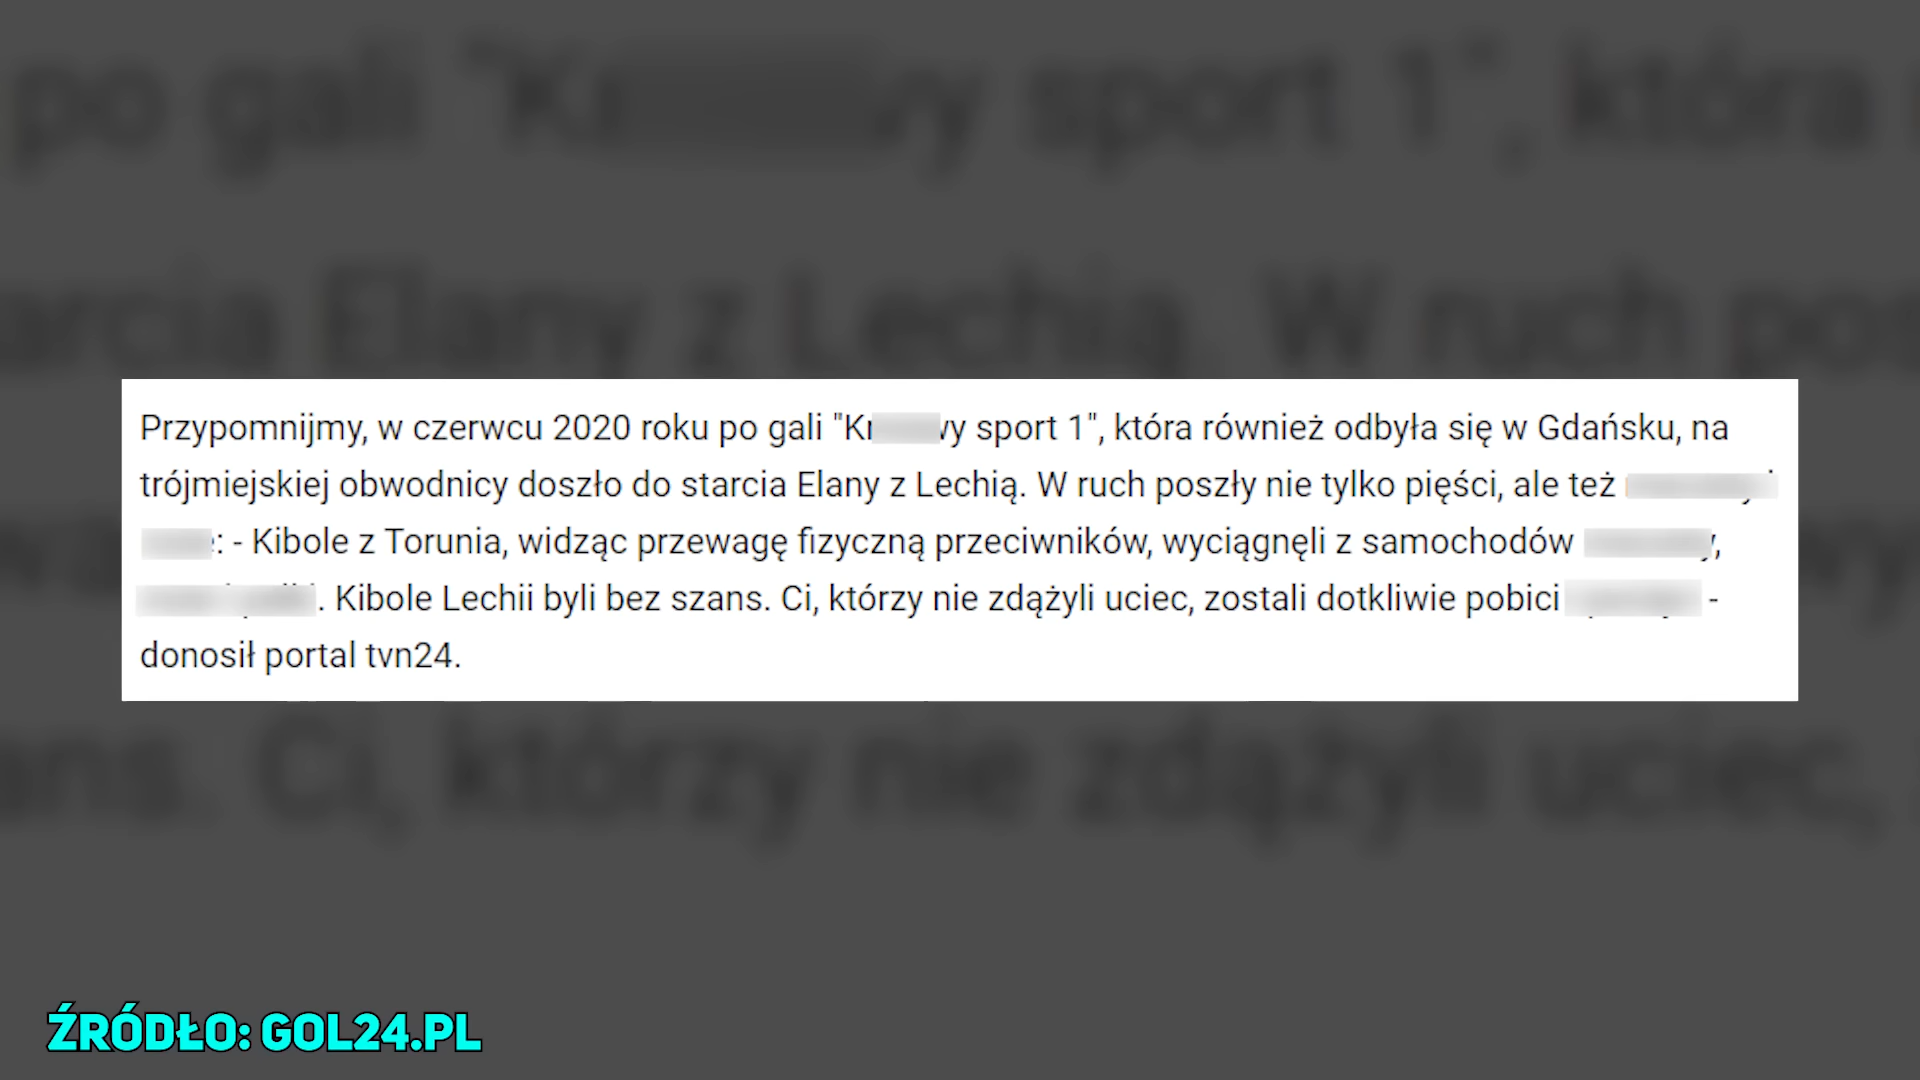 Przypomnijmy, w czerwcu 2020 roku po gali "Kr wy sport 1", która również odbyła się w Gdańsku, na
trójmiejskiej obwodnicy doszło do starcia Elany z Lechią. W ruch poszły nie tylko pięści, ale też
: - Kibole z Torunia, widząc przewagę fizyczną przeciwników, wyciągnęli z samochodów ,
. Kibole Lechii byli bez szans. Ci, którzy nie zdążyli uciec, zostali dotkliwie pobici -
donosił portal tvn24.
ŹRÓDŁO: GOL24.PL